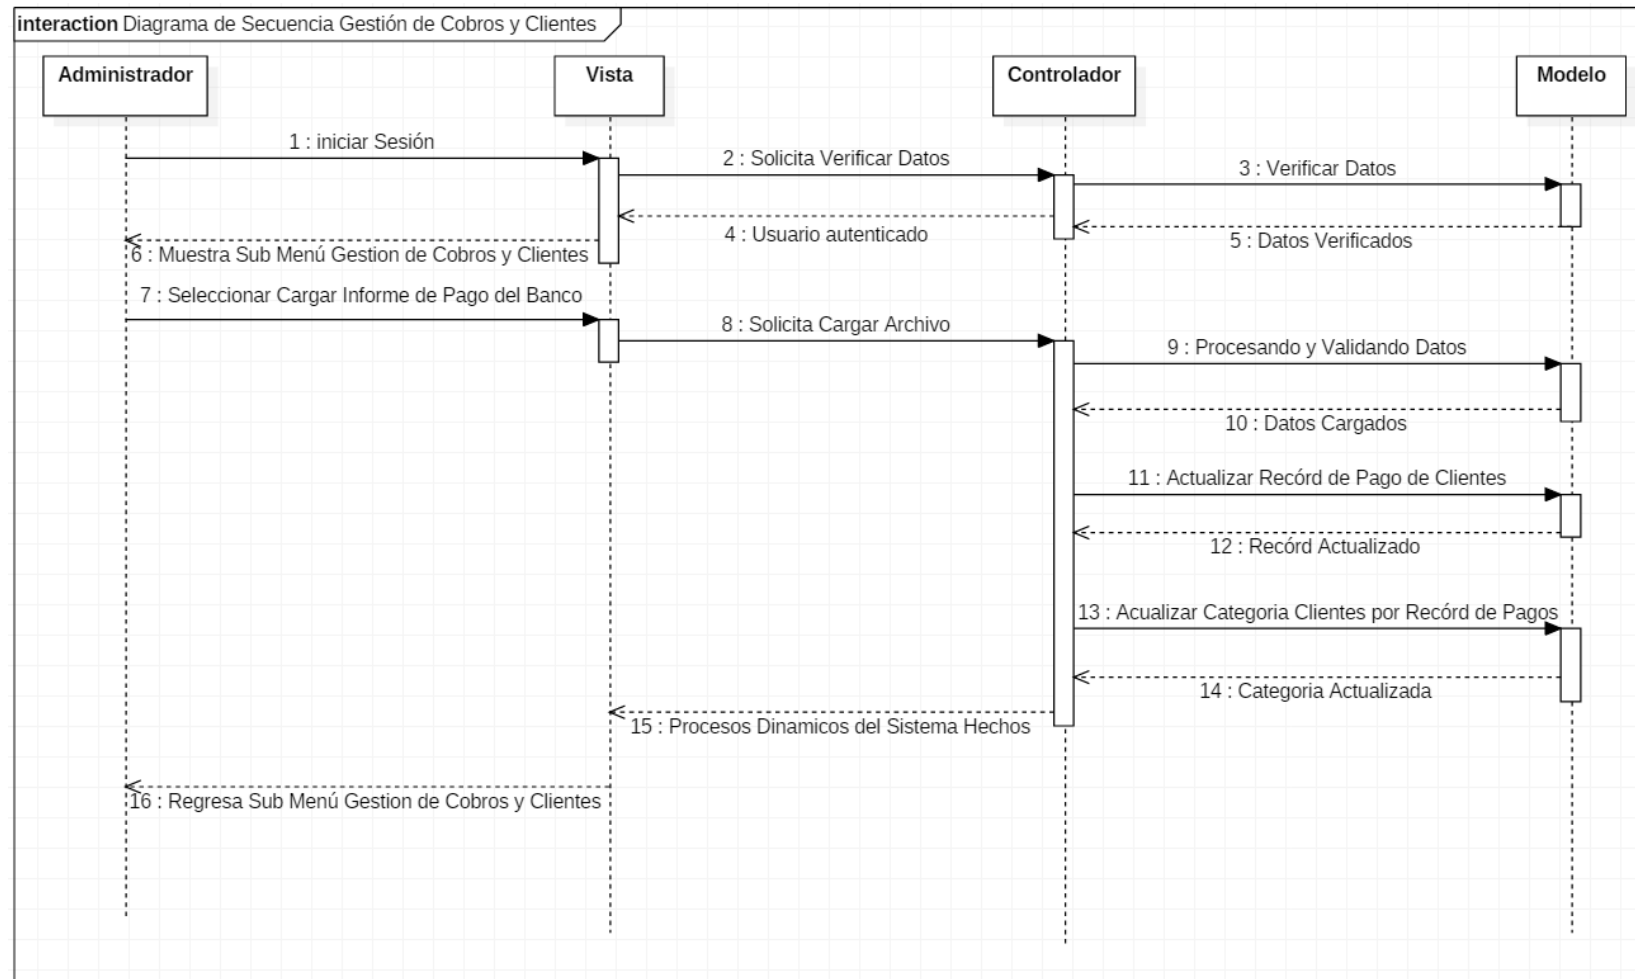 interaction Diagrama de Secuencia Gestión de Cobros y Clientes
Administrador
Vista
Controlador
Modelo
1 : iniciar Sesión
2 : Solicita Verificar Datos
3 : Verificar Datos
4 : Usuario autenticado
5 : Datos Verificados
6 : Muestra Sub Menú Gestion de Cobros y Clientes
7 : Seleccionar Cargar Informe de Pago del Banco
8 : Solicita Cargar Archivo
9 : Procesando y Validando Datos
10 : Datos Cargados
11 : Actualizar Recórd de Pago de Clientes
12 : Recórd Actualizado
13 : Acualizar Categoria Clientes por Recórd de Pagos
14 : Categoria Actualizada
15 : Procesos Dinamicos del Sistema Hechos
16 : Regresa Sub Menú Gestion de Cobros y Clientes